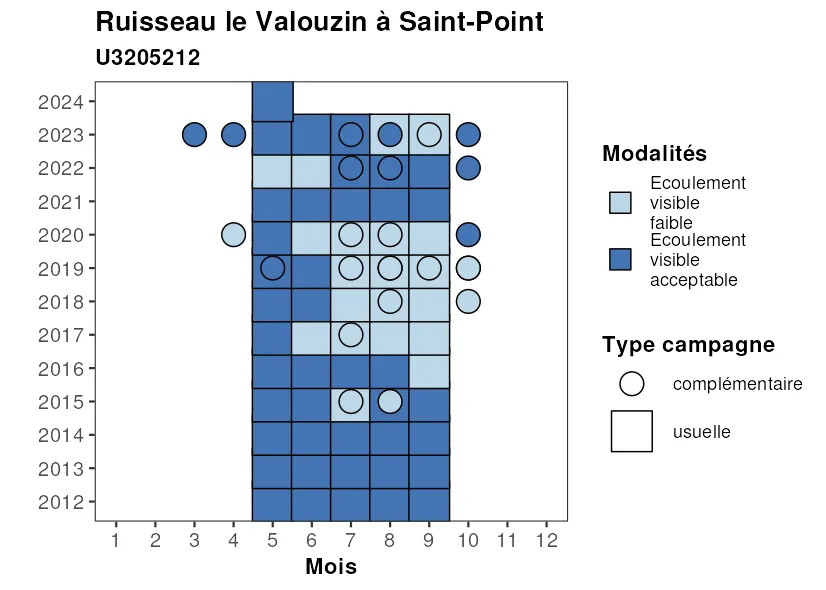 Ruisseau le Valouzin à Saint-Point
U3205212
2024
2023
2022
2021
2020
2019
2018
2017
2016
2015
2014
2013
2012
1 2 3 4 5 6 7 8 9 10 11 12
Mois
Modalités
Ecoulement
visible
faible
Ecoulement
visible
acceptable
Type campagne
complémentaire
usuelle